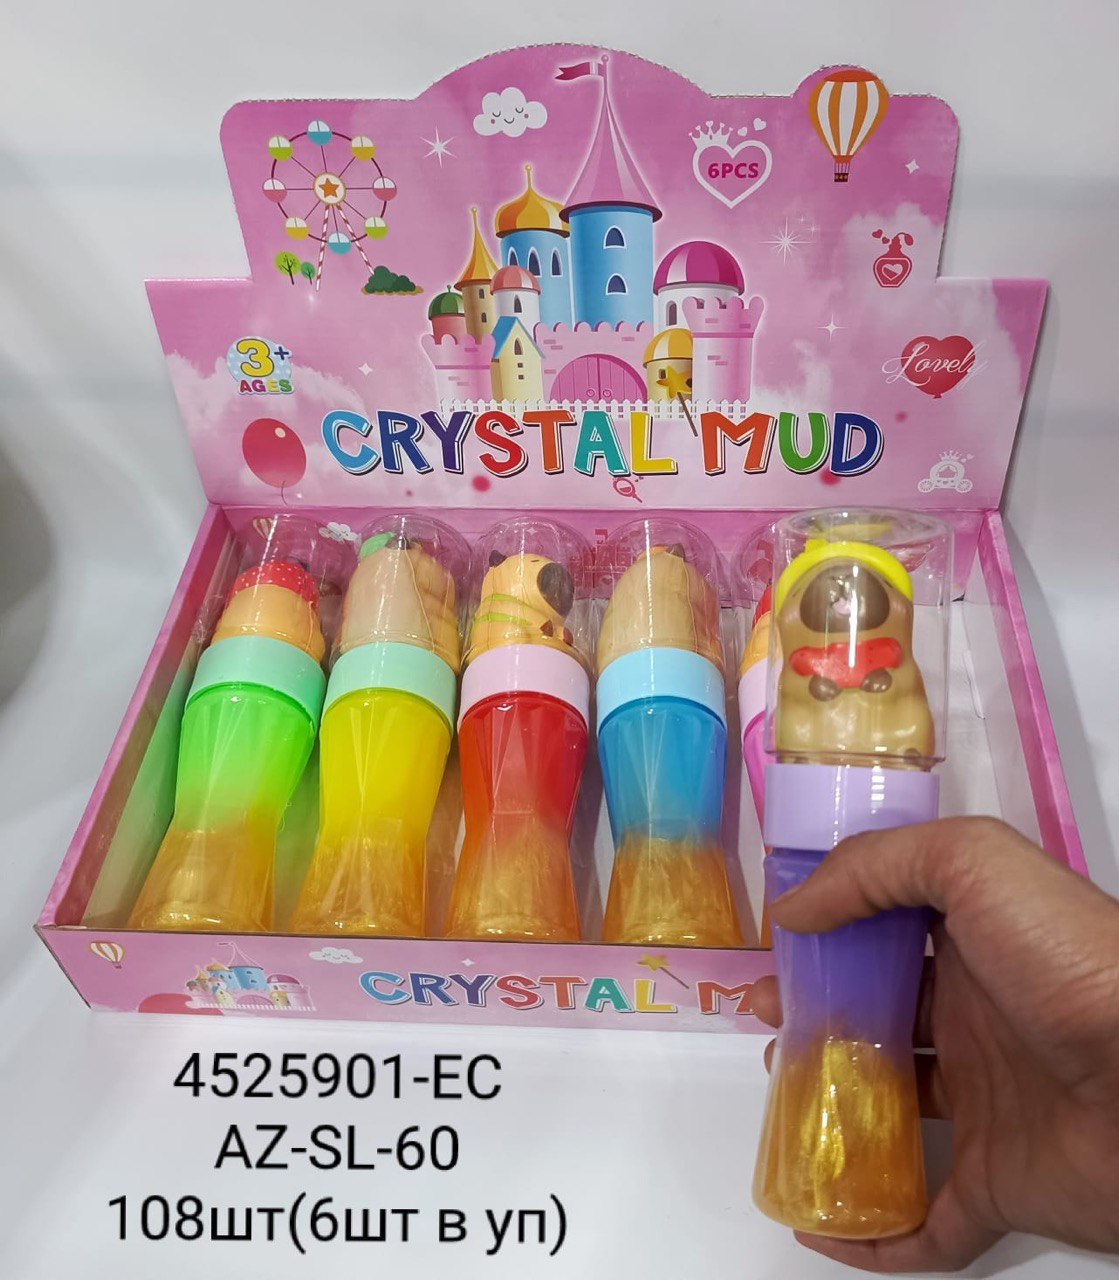 6PCS
3+
AGES
Lovely
CRYSTAL MUD
CRYSTAL M
4525901-EC
AZ-SL-60
108шт(6шт в уп)